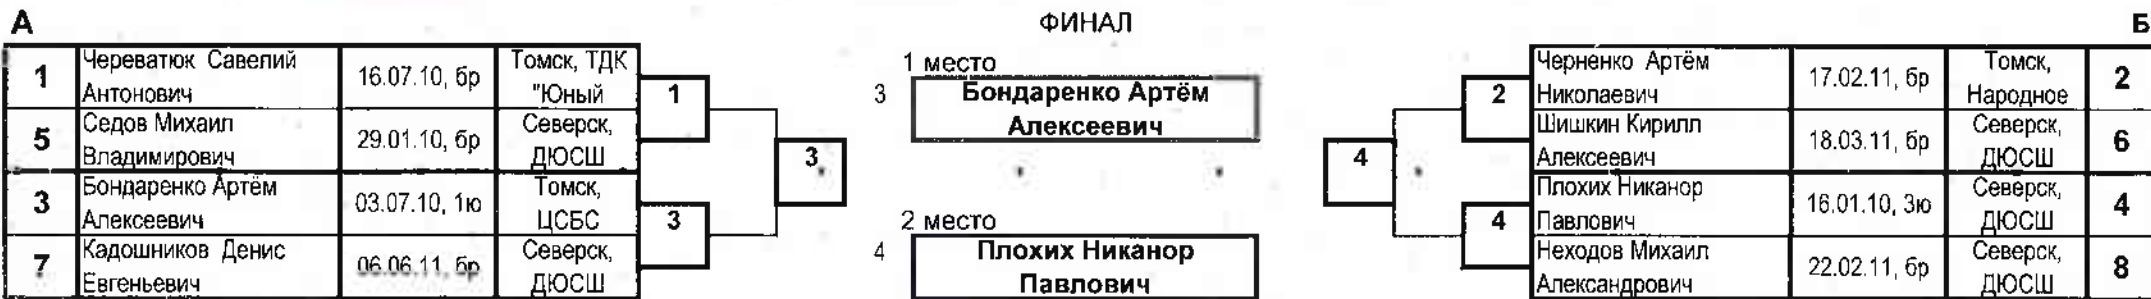 А
ФИНАЛ
Б
1
Череватюк Савелий
Антонович
16.07.10, бр
Томск, ТДК
"Юный
5
Седов Михаил
Владимирович
29.01.10, бр
Северск,
ДЮСШ
3
Бондаренко Артём
Алексеевич
03.07.10, 1ю
Томск,
ЦСБС
7
Кадошников Денис
Евгеньевич
06.06.11, бр
Северск,
ДЮСШ
1
3
3
1 место
3
Бондаренко Артём
Алексеевич
2 место
4
Плохих Никанор
Павлович
4
2
4
Черненко Артём
Николаевич
17.02.11, бр
Томск,
Народное
2
Шишкин Кирилл
Алексеевич
18.03.11, бр
Северск,
ДЮСШ
6
Плохих Никанор
Павлович
16.01.10, 3ю
Северск,
ДЮСШ
4
Неходов Михаил
Александрович
22.02.11, бр
Северск,
ДЮСШ
8